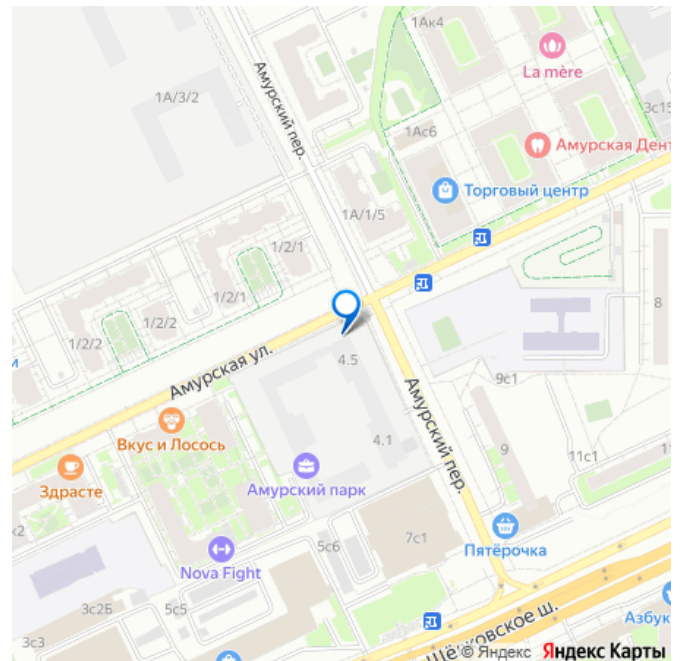 1Ак4
La mère
1А/3/2
Амурский пер.
3с15
1Ас6
Амурская Дент
Торговый центр
1А/1/5
1/2/1
1/2/1
1/2/2
1/2/2
и
8
4.5
Амурская ул.
9с1
Амурский пер.
Вкус и Лосось
4.1
9
11с1
11
Здрасте
Амурский парк
к2
5с6
7с1
Пятёрочка
Nova Fight
3с2Б
5с5
3с3
Азбук
Щёлковское ш.
© Яндекс Яндекс Карты